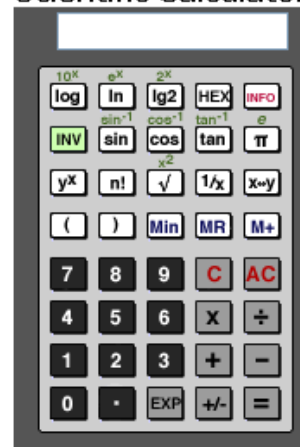 10ˣ eˣ 2ˣ
log ln lg2 HEX INFO
sin⁻¹ cos⁻¹ tan⁻¹ e
INV sin cos tan π
x²
yˣ n! √ 1/x x↔y
( ) Min MR M+
7 8 9 C AC
4 5 6 x ÷
1 2 3 + −
0 · EXP +/- =